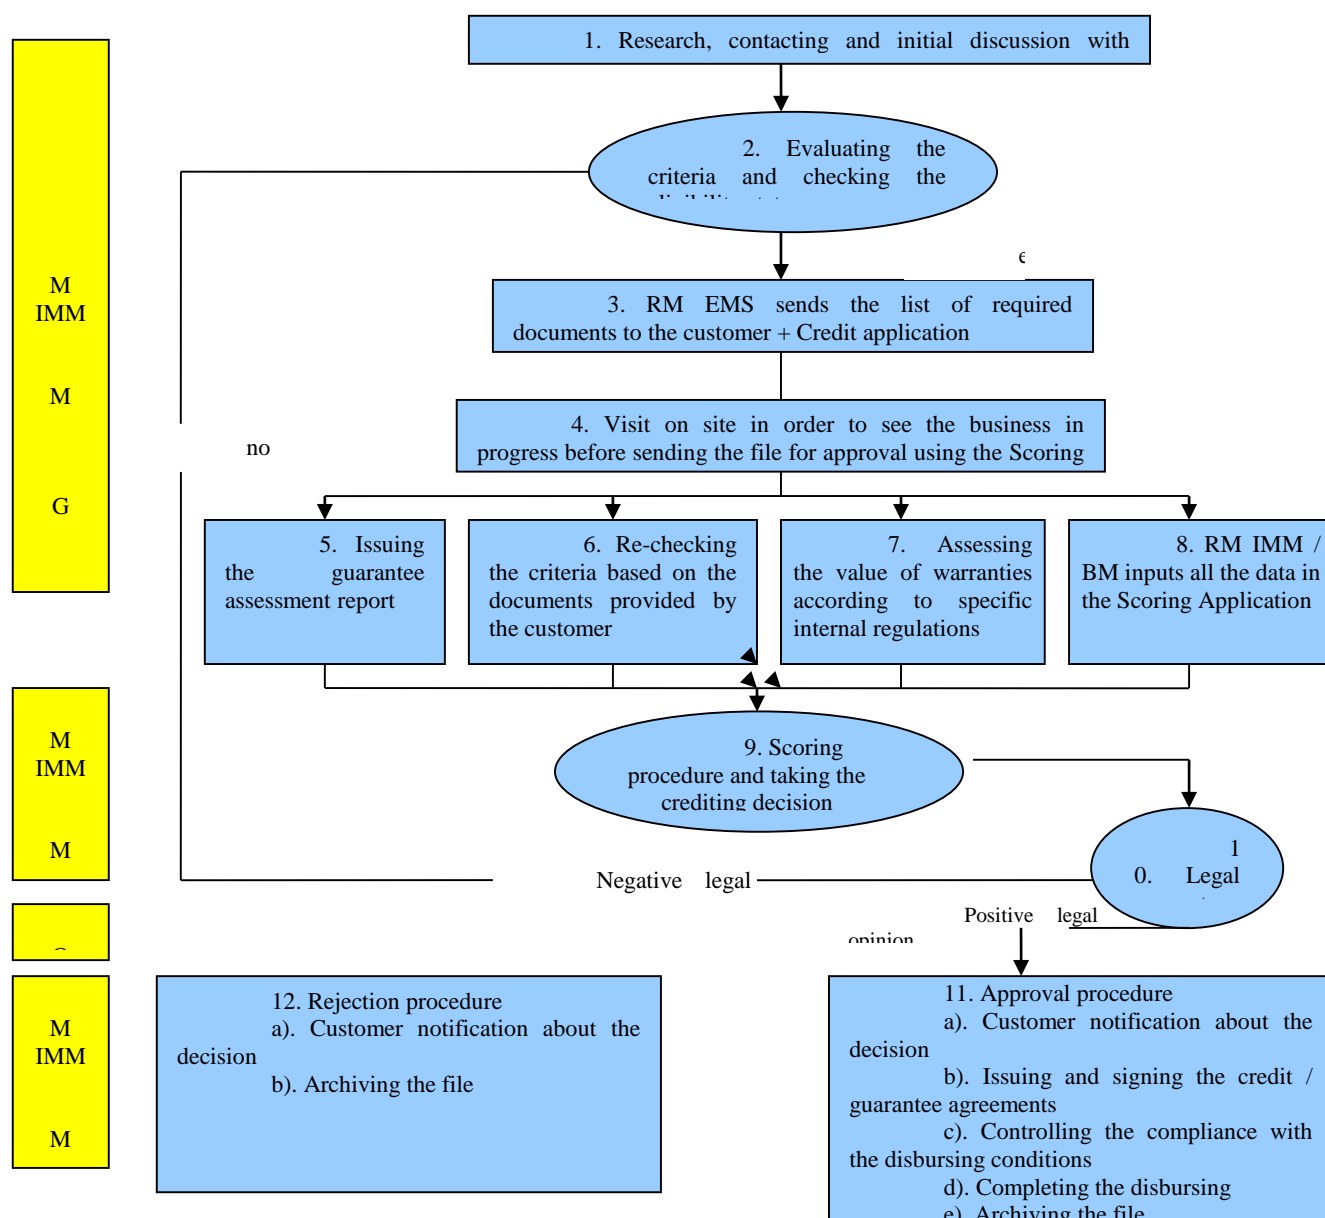 1. Research, contacting and initial discussion with
2. Evaluating the
criteria and checking the
3. RM EMS sends the list of required
documents to the customer + Credit application
4. Visit on site in order to see the business in
progress before sending the file for approval using the Scoring
no
5. Issuing
the guarantee
assessment report
6. Re-checking
the criteria based on the
documents provided by
the customer
7. Assessing
the value of warranties
according to specific
internal regulations
8. RM IMM /
BM inputs all the data in
the Scoring Application
9. Scoring
procedure and taking the
crediting decision
1
0. Legal
Negative legal
Positive legal
opinion
12. Rejection procedure
a). Customer notification about the
decision
b). Archiving the file
11. Approval procedure
a). Customer notification about the
decision
b). Issuing and signing the credit /
guarantee agreements
c). Controlling the compliance with
the disbursing conditions
d). Completing the disbursing
e). Archiving the file
M
IMM
M
G
M
IMM
M
M
IMM
M